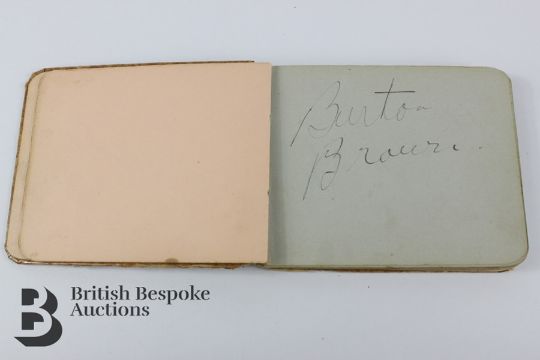 Burton
Brown.
British Bespoke
Auctions